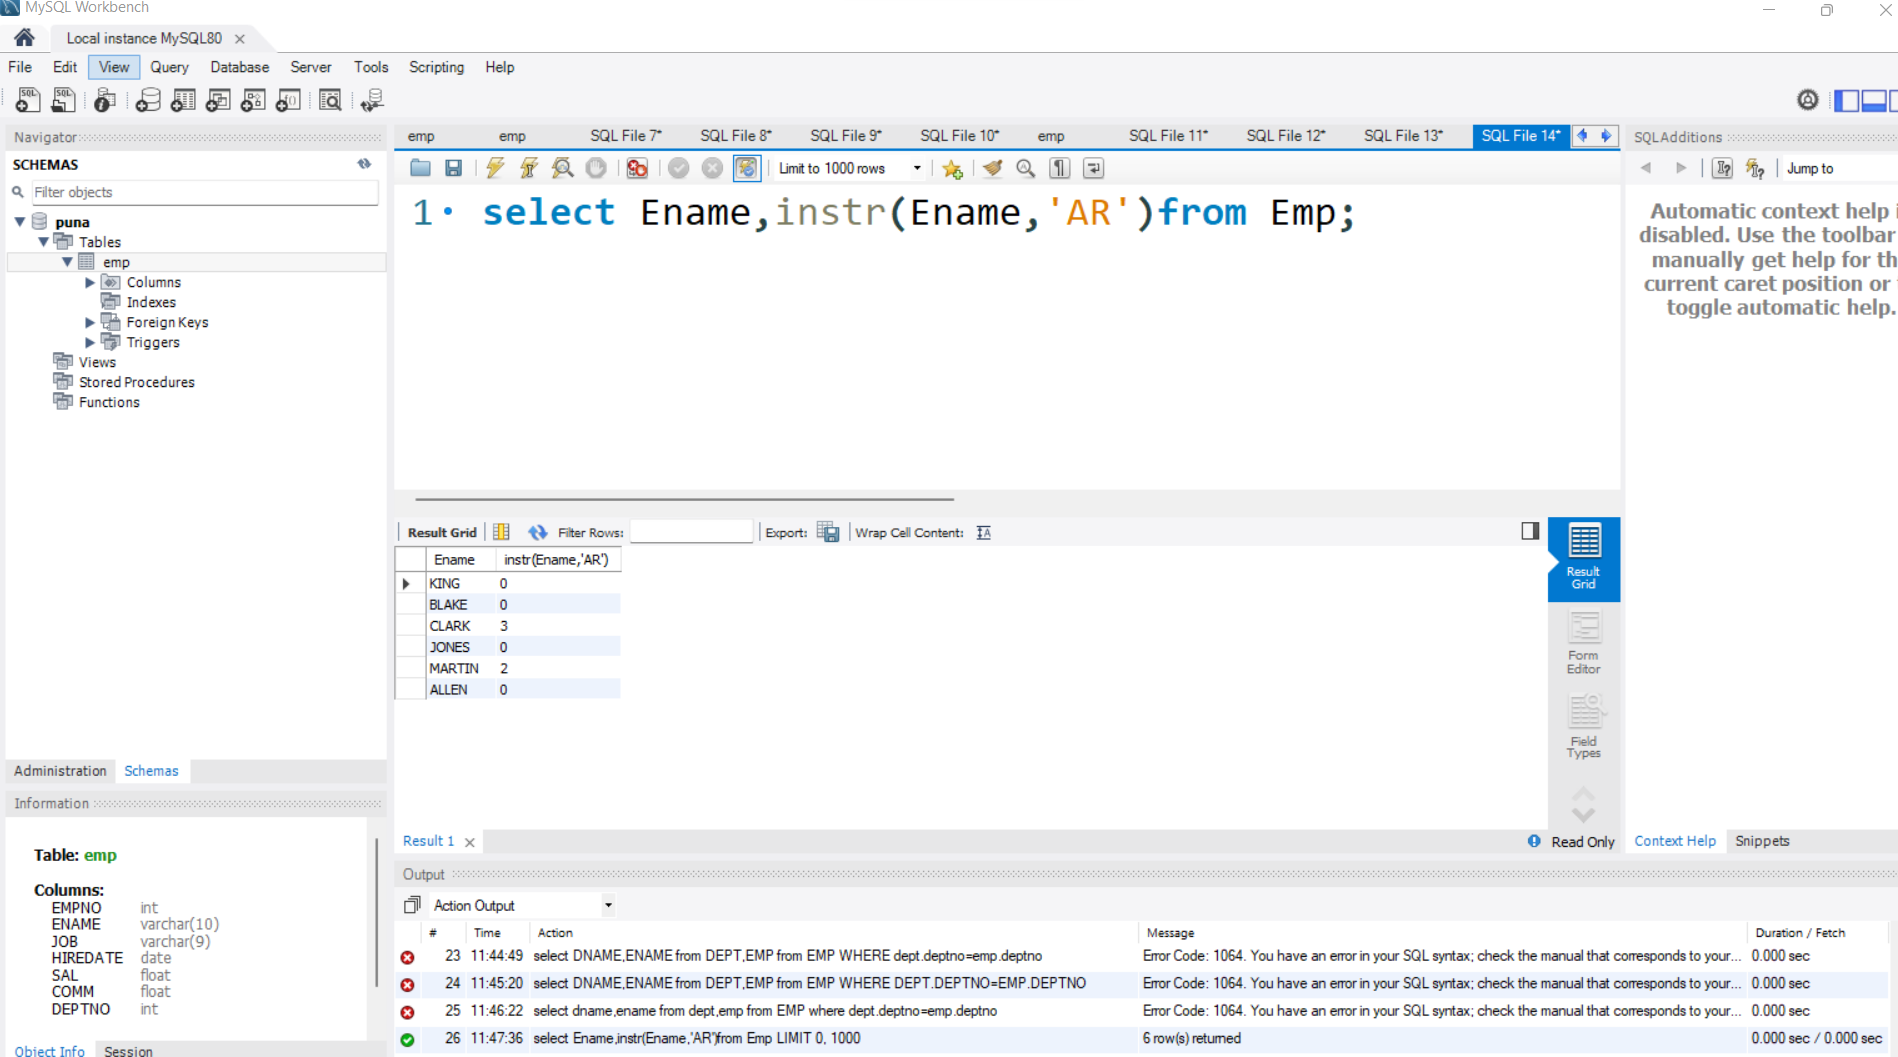 MySQL Workbench
Local instance MySQL80
File Edit View Query Database Server Tools Scripting Help
Navigator
SCHEMAS
Filter objects
puna
Tables
emp
Columns
Indexes
Foreign Keys
Triggers
Views
Stored Procedures
Functions
Administration Schemas
Information
Table: emp
Columns:
EMPNO int
ENAME varchar(10)
JOB varchar(9)
HIREDATE date
SAL float
COMM float
DEPTNO int
Object Info Session
emp emp SQL File 7* SQL File 8* SQL File 9* SQL File 10* emp SQL File 11* SQL File 12* SQL File 13* SQL File 14*
Limit to 1000 rows
1 select Ename,instr(Ename,'AR')from Emp;
Result Grid Filter Rows: Export: Wrap Cell Content:
Ename instr(Ename,'AR')
KING 0
BLAKE 0
CLARK 3
JONES 0
MARTIN 2
ALLEN 0
Result Grid
Form Editor
Field Types
Result 1 Read Only
Output
Action Output
# Time Action Message Duration / Fetch
23 11:44:49 select DNAME,ENAME from DEPT,EMP from EMP WHERE dept.deptno=emp.deptno Error Code: 1064. You have an error in your SQL syntax; check the manual that corresponds to your... 0.000 sec
24 11:45:20 select DNAME,ENAME from DEPT,EMP from EMP WHERE DEPT.DEPTNO=EMP.DEPTNO Error Code: 1064. You have an error in your SQL syntax; check the manual that corresponds to your... 0.000 sec
25 11:46:22 select dname,ename from dept,emp from EMP where dept.deptno=emp.deptno Error Code: 1064. You have an error in your SQL syntax; check the manual that corresponds to your... 0.000 sec
26 11:47:36 select Ename,instr(Ename,'AR')from Emp LIMIT 0, 1000 6 row(s) returned 0.000 sec / 0.000 sec
SQLAdditions
Jump to
Automatic context help
disabled. Use the toolbar
manually get help for
current caret position or
toggle automatic help.
Context Help Snippets